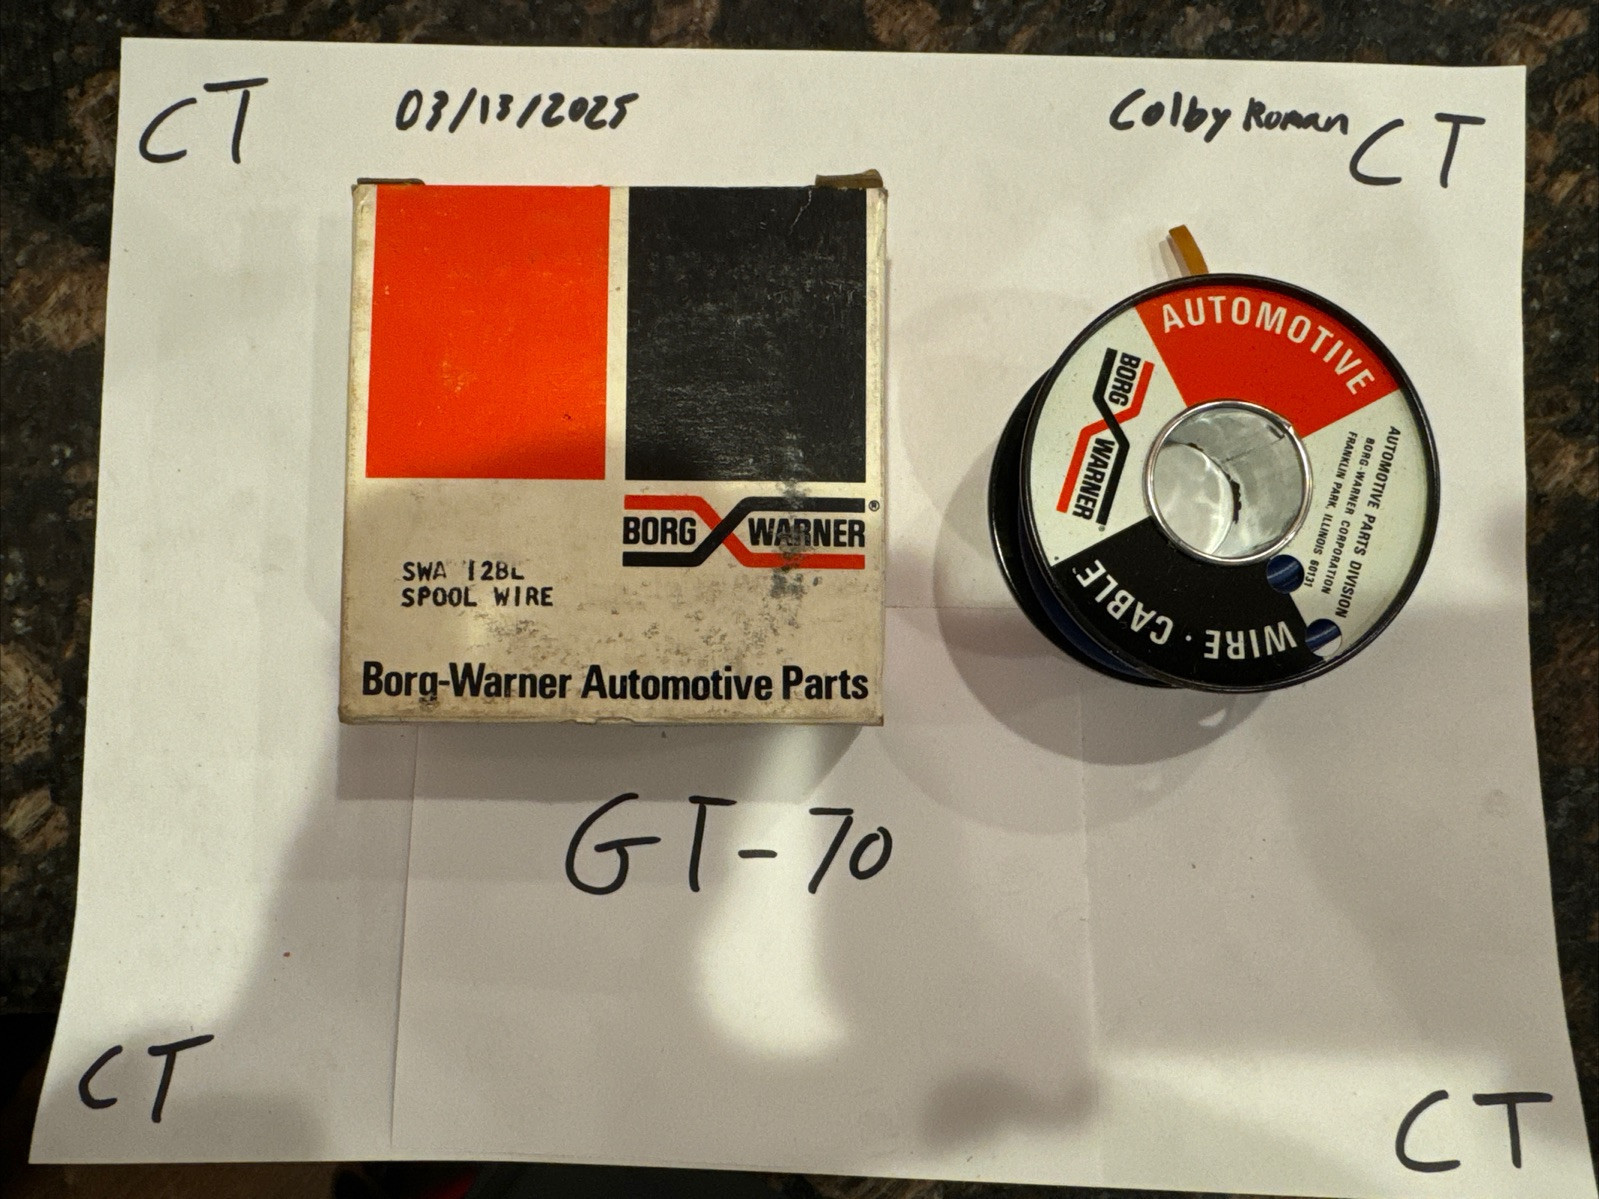 CT
03/13/2025
Colby Roman
CT
BORG WARNER®
SWA 12BL
SPOOL WIRE
Borg-Warner Automotive Parts
AUTOMOTIVE
BORG WARNER®
AUTOMOTIVE PARTS DIVISION
BORG-WARNER CORPORATION
FRANKLIN PARK, ILLINOIS 60131
WIRE · CABLE
GT-70
CT
CT